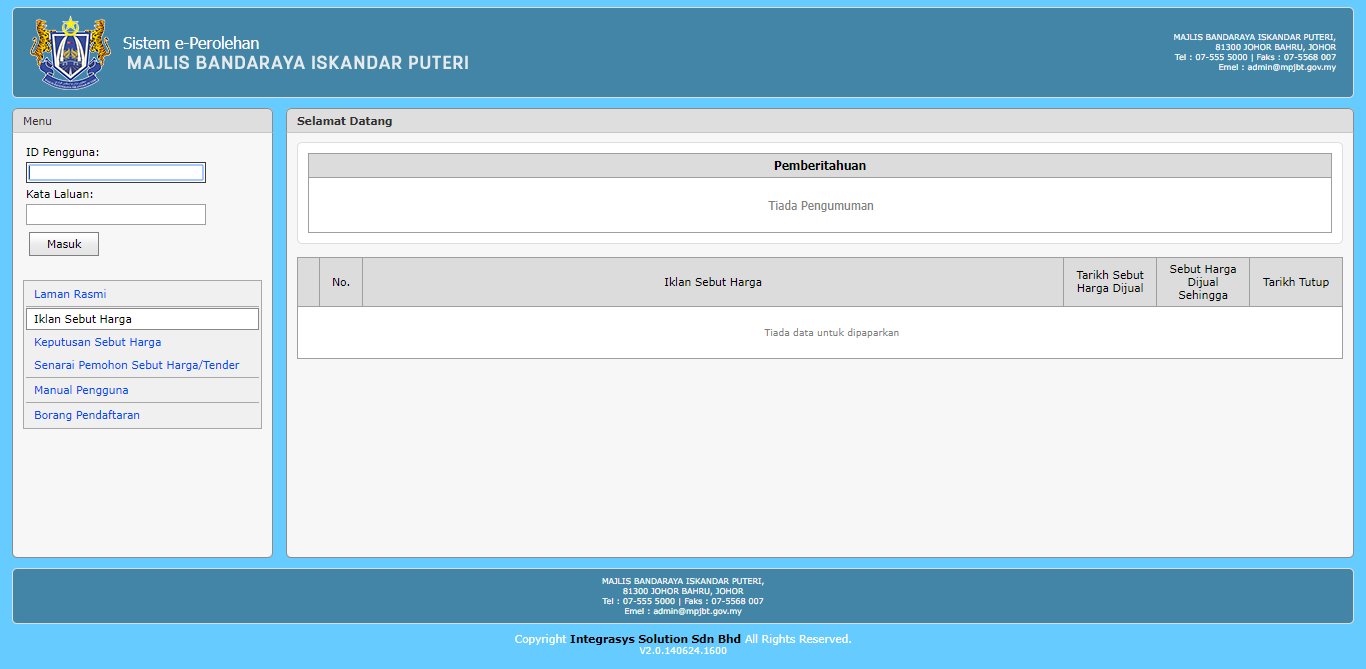 Sistem e-Perolehan
MAJLIS BANDARAYA ISKANDAR PUTERI
MAJLIS BANDARAYA ISKANDAR PUTERI,
81300 JOHOR BAHRU, JOHOR
Tel : 07-555 5000 | Faks : 07-5568 007
Emel : admin@mpjbt.gov.my
Menu
ID Pengguna:
Kata Laluan:
Masuk
Laman Rasmi
Iklan Sebut Harga
Keputusan Sebut Harga
Senarai Pemohon Sebut Harga/Tender
Manual Pengguna
Borang Pendaftaran
Selamat Datang
Pemberitahuan
Tiada Pengumuman
No.
Iklan Sebut Harga
Tarikh Sebut
Harga Dijual
Sebut Harga
Dijual
Sehingga
Tarikh Tutup
Tiada data untuk dipaparkan
MAJLIS BANDARAYA ISKANDAR PUTERI,
81300 JOHOR BAHRU, JOHOR
Tel : 07-555 5000 | Faks : 07-5568 007
Emel : admin@mpjbt.gov.my
Copyright Integrasys Solution Sdn Bhd All Rights Reserved.
V2.0.140624.1600